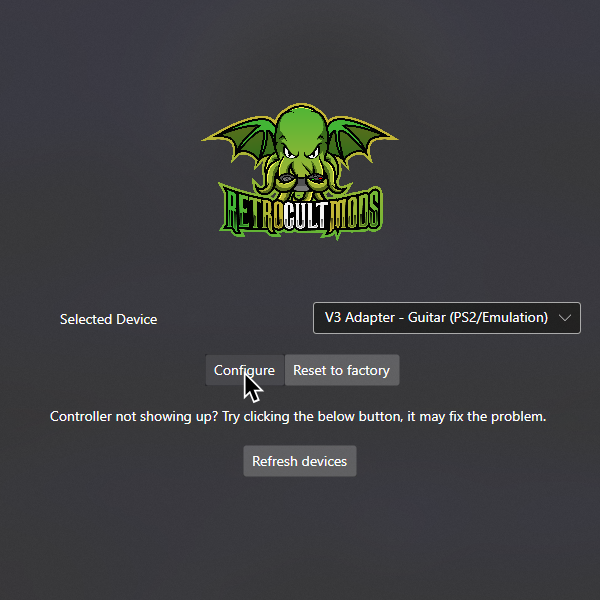 RETROCULTMODS
Selected Device
V3 Adapter - Guitar (PS2/Emulation)
Configure
Reset to factory
Controller not showing up? Try clicking the below button, it may fix the problem.
Refresh devices